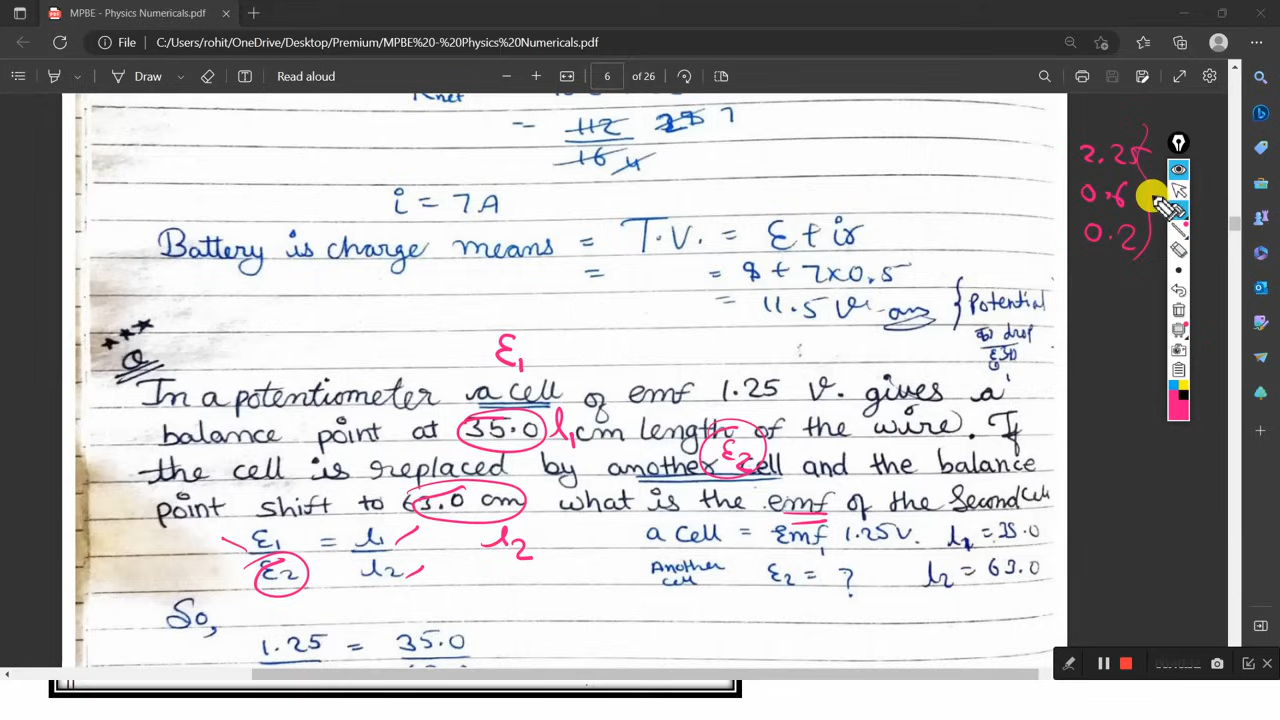 MPBE - Physics Numericals.pdf
File C:/Users/rohit/OneDrive/Desktop/Premium/MPBE%20-%20Physics%20Numericals.pdf
Draw Read aloud 6 of 26
= 112 28 7
16 4
i = 7A
Battery is charge means = T.V. = ε + ir
= = 8 + 7x0.5
= 11.5 V ans { Potential
drop
ε1
Q
In a potentiometer a cell of emf 1.25 V. gives a
balance point at 35.0 l1 cm length of the wire. If
ε2
the cell is replaced by another cell and the balance
point shift to 63.0 cm what is the emf of the Second cell
ε1 = l1 l2 a cell = Emf 1.25V. l1 = 35.0
ε2 l2 Another cell ε2 = ? l2 = 63.0
So,
1.25 = 35.0
2.25
0.6
0.2